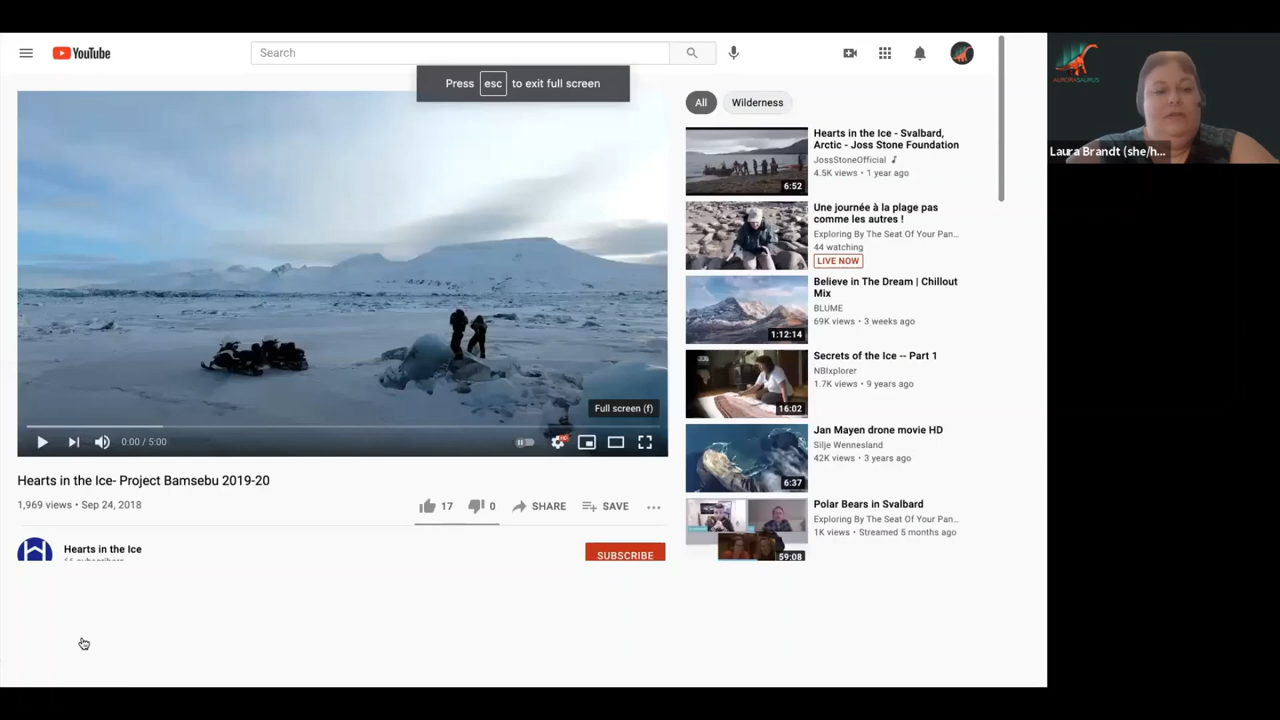 YouTube
Search
Press esc to exit full screen
AURORASAURUS
Laura Brandt (she/h...
All
Wilderness
Hearts in the Ice - Svalbard,
Arctic - Joss Stone Foundation
JossStoneOfficial
4.5K views • 1 year ago
6:52
Une journée à la plage pas
comme les autres !
Exploring By The Seat Of Your Pan...
44 watching
LIVE NOW
Believe in The Dream | Chillout
Mix
BLUME
69K views • 3 weeks ago
1:12:14
Secrets of the Ice -- Part 1
NBIxplorer
1.7K views • 9 years ago
16:02
Full screen (f)
0:00 / 5:00
Jan Mayen drone movie HD
Silje Wennesland
42K views • 3 years ago
6:37
Hearts in the Ice- Project Bamsebu 2019-20
1,969 views • Sep 24, 2018
17
0
SHARE
SAVE
Polar Bears in Svalbard
Exploring By The Seat Of Your Pan...
1K views • Streamed 5 months ago
59:08
Hearts in the Ice
SUBSCRIBE